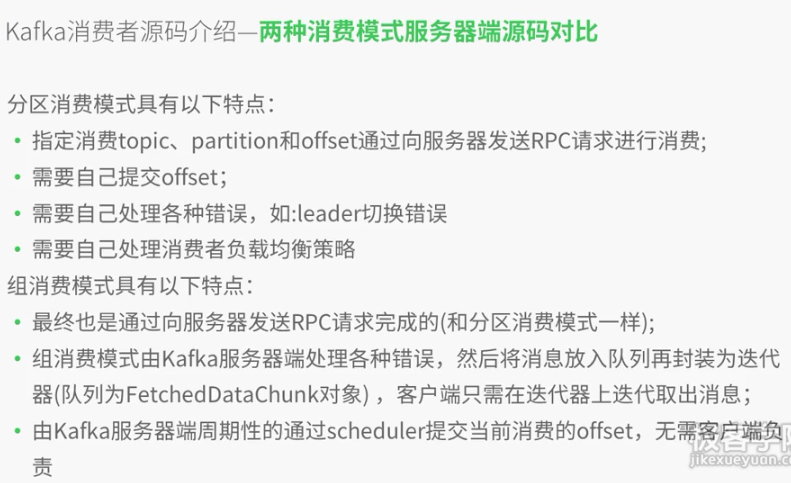 Kafka消费者源码介绍—两种消费模式服务器端源码对比
分区消费模式具有以下特点：
• 指定消费topic、partition和offset通过向服务器发送RPC请求进行消费;
• 需要自己提交offset；
• 需要自己处理各种错误，如:leader切换错误
• 需要自己处理消费者负载均衡策略
组消费模式具有以下特点：
• 最终也是通过向服务器发送RPC请求完成的(和分区消费模式一样);
• 组消费模式由Kafka服务器端处理各种错误，然后将消息放入队列再封装为迭代
器(队列为FetchedDataChunk对象) ，客户端只需在迭代器上迭代取出消息；
• 由Kafka服务器端周期性的通过scheduler提交当前消费的offset，无需客户端负
责
极客学院
jikexueyuan.com